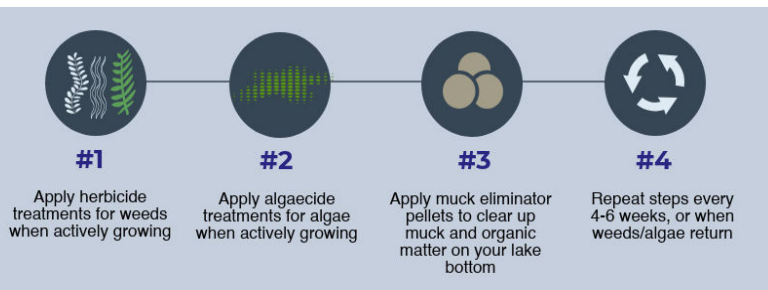 #1
Apply herbicide
treatments for weeds
when actively growing
#2
Apply algaecide
treatments for algae
when actively growing
#3
Apply muck eliminator
pellets to clear up
muck and organic
matter on your lake
bottom
#4
Repeat steps every
4-6 weeks, or when
weeds/algae return